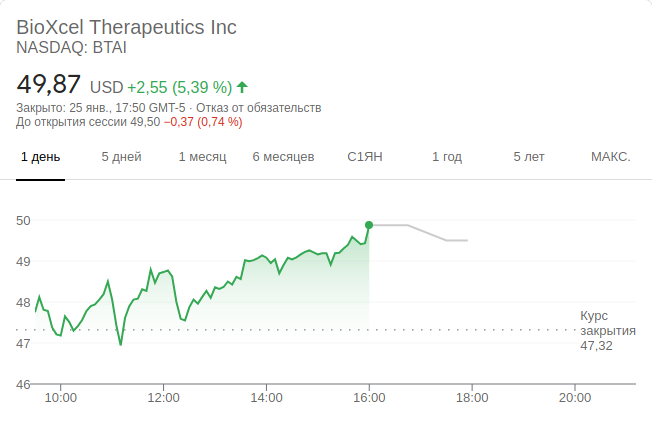 BioXcel Therapeutics Inc
NASDAQ: BTAI
49,87 USD +2,55 (5,39 %)
Закрыто: 25 янв., 17:50 GMT-5 · Отказ от обязательств
До открытия сессии 49,50 −0,37 (0,74 %)
1 день 5 дней 1 месяц 6 месяцев С1ЯН 1 год 5 лет МАКС.
50
49
48
Курс
закрытия
47,32
47
46
10:00 12:00 14:00 16:00 18:00 20:00